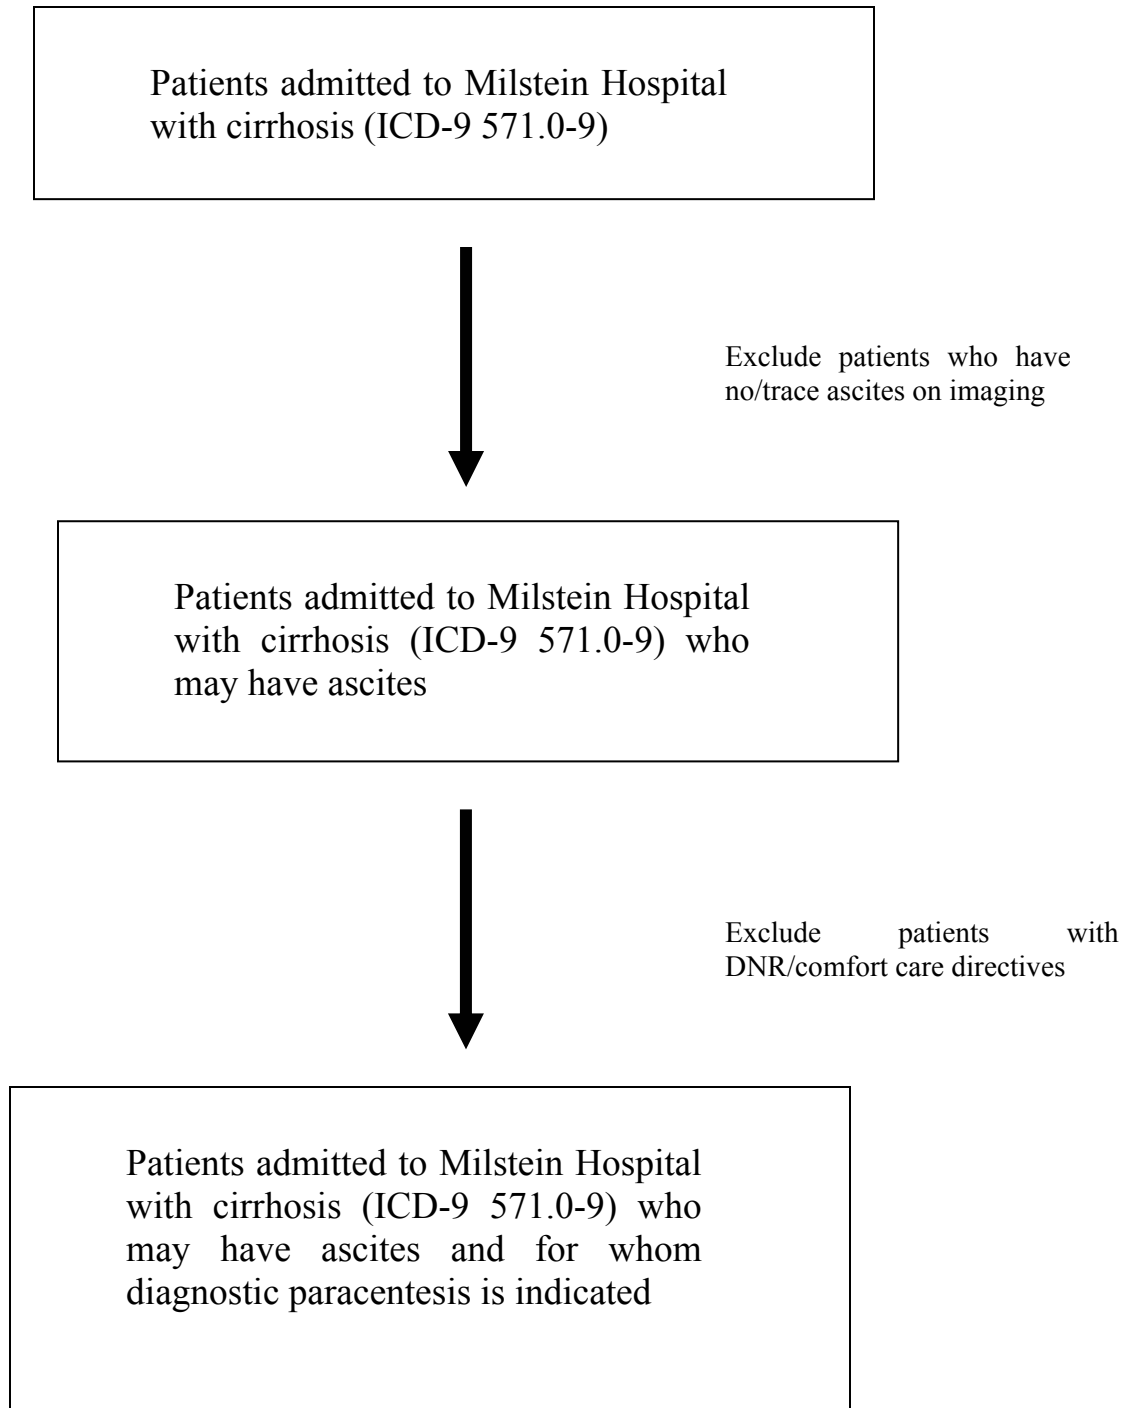 Patients admitted to Milstein Hospital
with cirrhosis (ICD-9 571.0-9)
Exclude patients who have
no/trace ascites on imaging
Patients admitted to Milstein Hospital
with cirrhosis (ICD-9 571.0-9) who
may have ascites
Exclude patients with
DNR/comfort care directives
Patients admitted to Milstein Hospital
with cirrhosis (ICD-9 571.0-9) who
may have ascites and for whom
diagnostic paracentesis is indicated